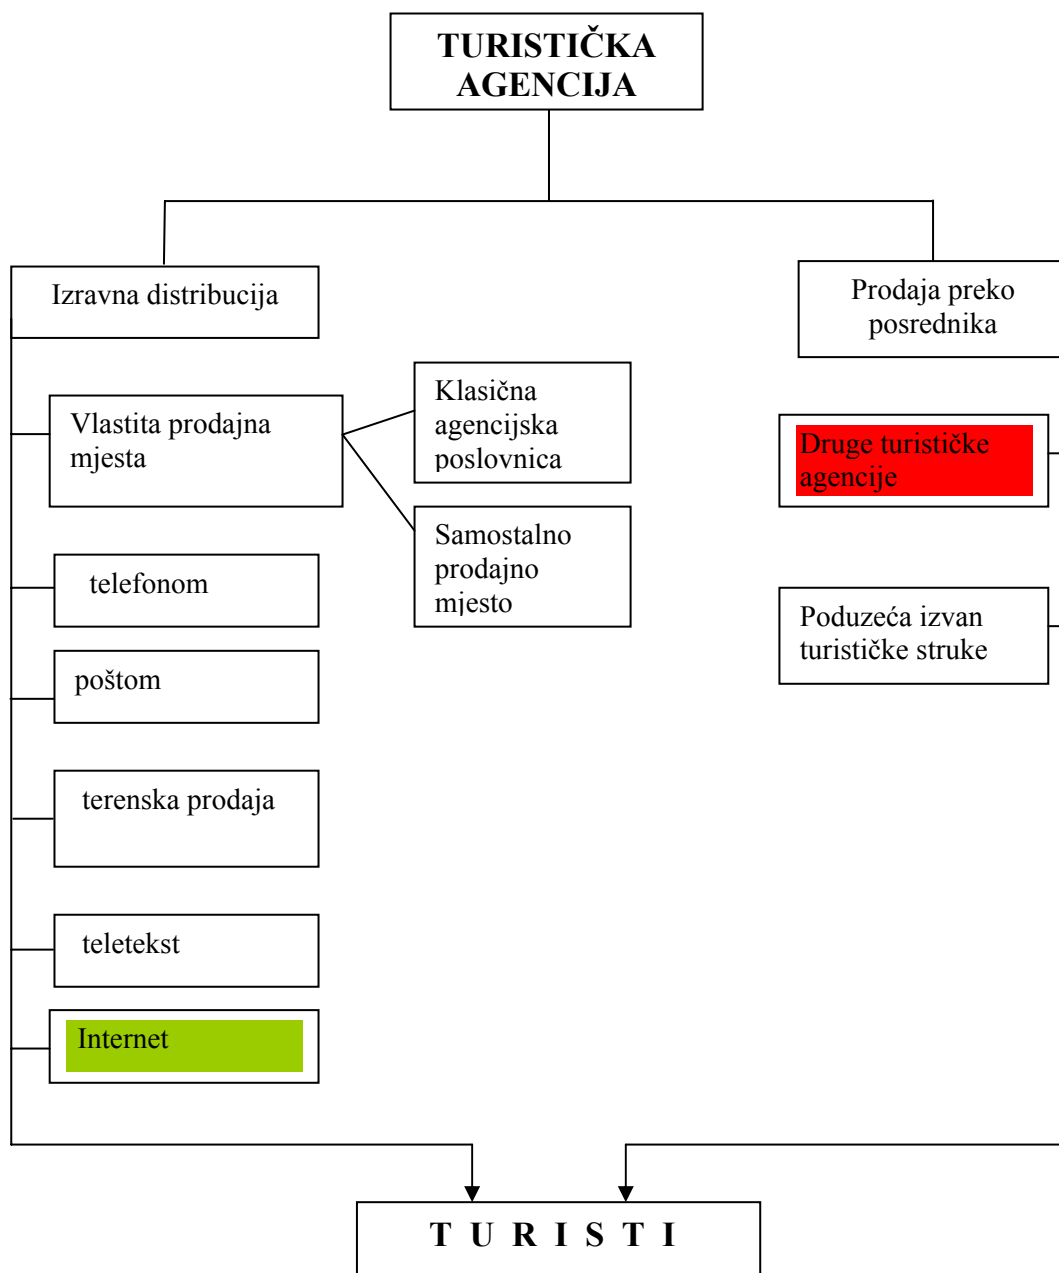 TURISTIČKA
AGENCIJA
Izravna distribucija
Prodaja preko
posrednika
Vlastita prodajna
mjesta
Klasična
agencijska
poslovnica
Druge turističke
agencije
Samostalno
prodajno
mjesto
telefonom
Poduzeća izvan
turističke struke
poštom
terenska prodaja
teletekst
Internet
T U R I S T I